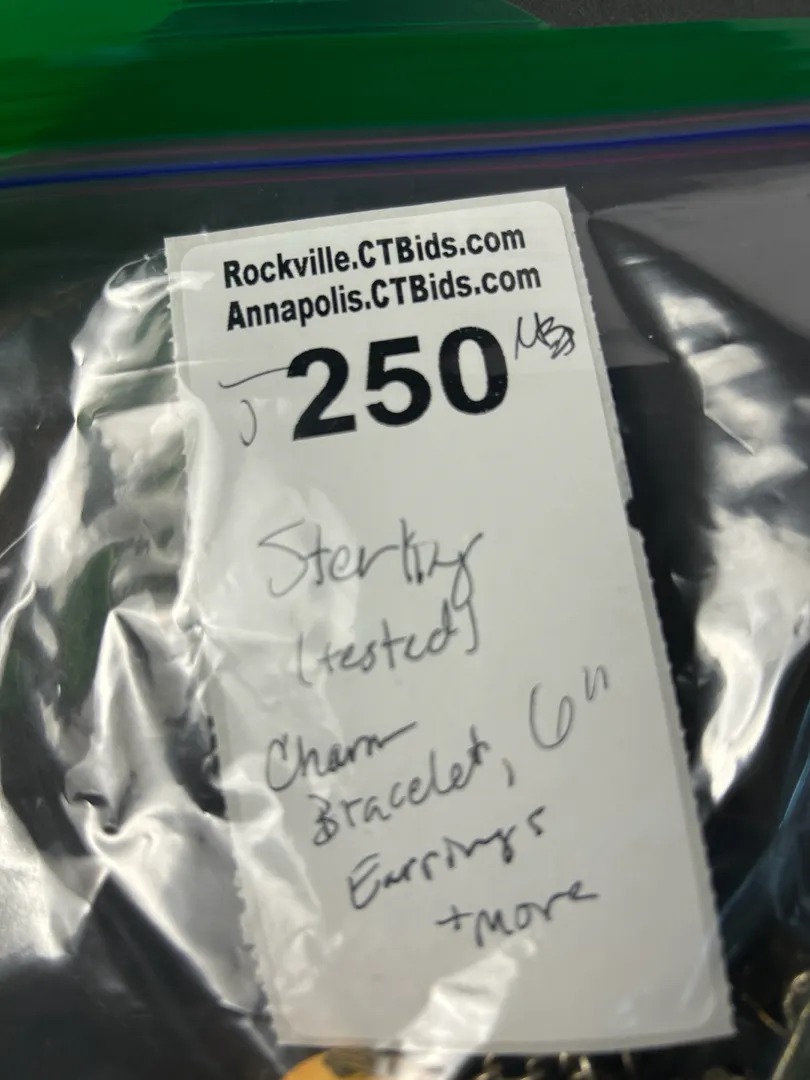 Rockville.CTBids.com
Annapolis.CTBids.com
250
Sterling
(tested)
Charm
Bracelet, 6"
Earrings
+more